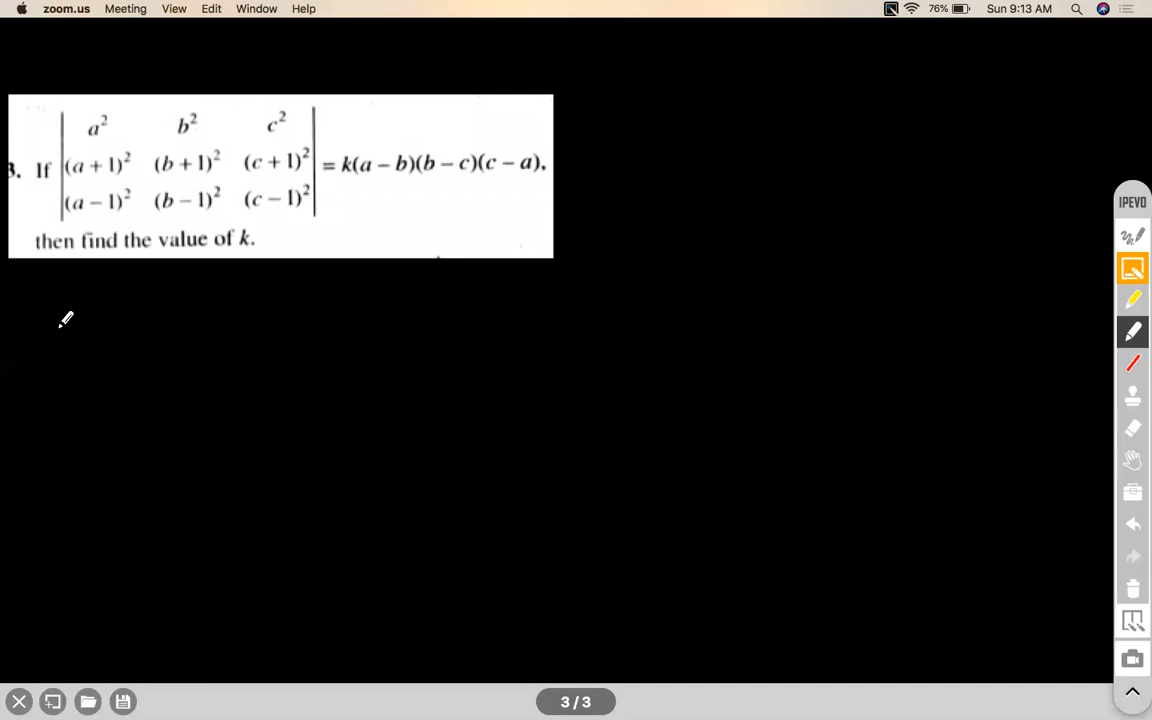 zoom.us Meeting View Edit Window Help 76% Sun 9:13 AM
a² b² c²
3. If (a + 1)² (b + 1)² (c + 1)² = k(a – b)(b – c)(c – a),
(a – 1)² (b – 1)² (c – 1)²
then find the value of k.
IPEVO
3 / 3